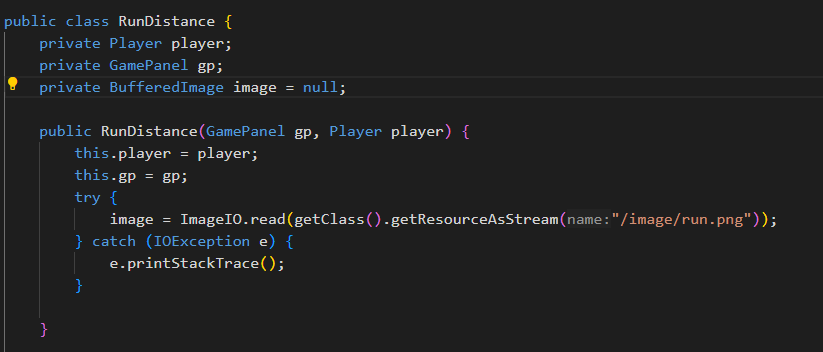 public class RunDistance {
private Player player;
private GamePanel gp;
private BufferedImage image = null;
public RunDistance(GamePanel gp, Player player) {
this.player = player;
this.gp = gp;
try {
image = ImageIO.read(getClass().getResourceAsStream(name:"/image/run.png"));
} catch (IOException e) {
e.printStackTrace();
}
}